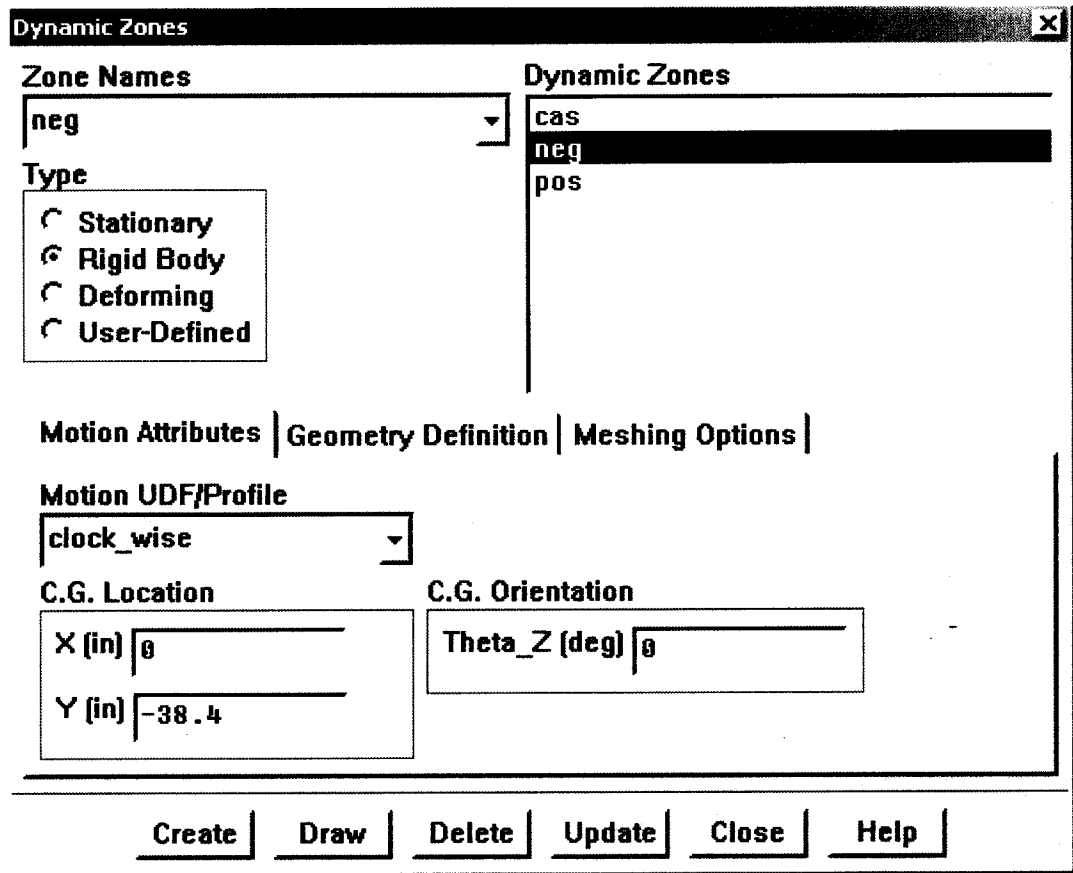 Dynamic Zones
Zone Names
neg
Type
Stationary
Rigid Body
Deforming
User-Defined
Dynamic Zones
cas
neg
pos
Motion Attributes
Geometry Definition
Meshing Options
Motion UDF/Profile
clock_wise
C.G. Location
X (in) 0
Y (in) -38.4
C.G. Orientation
Theta_Z (deg) 0
Create Draw Delete Update Close Help